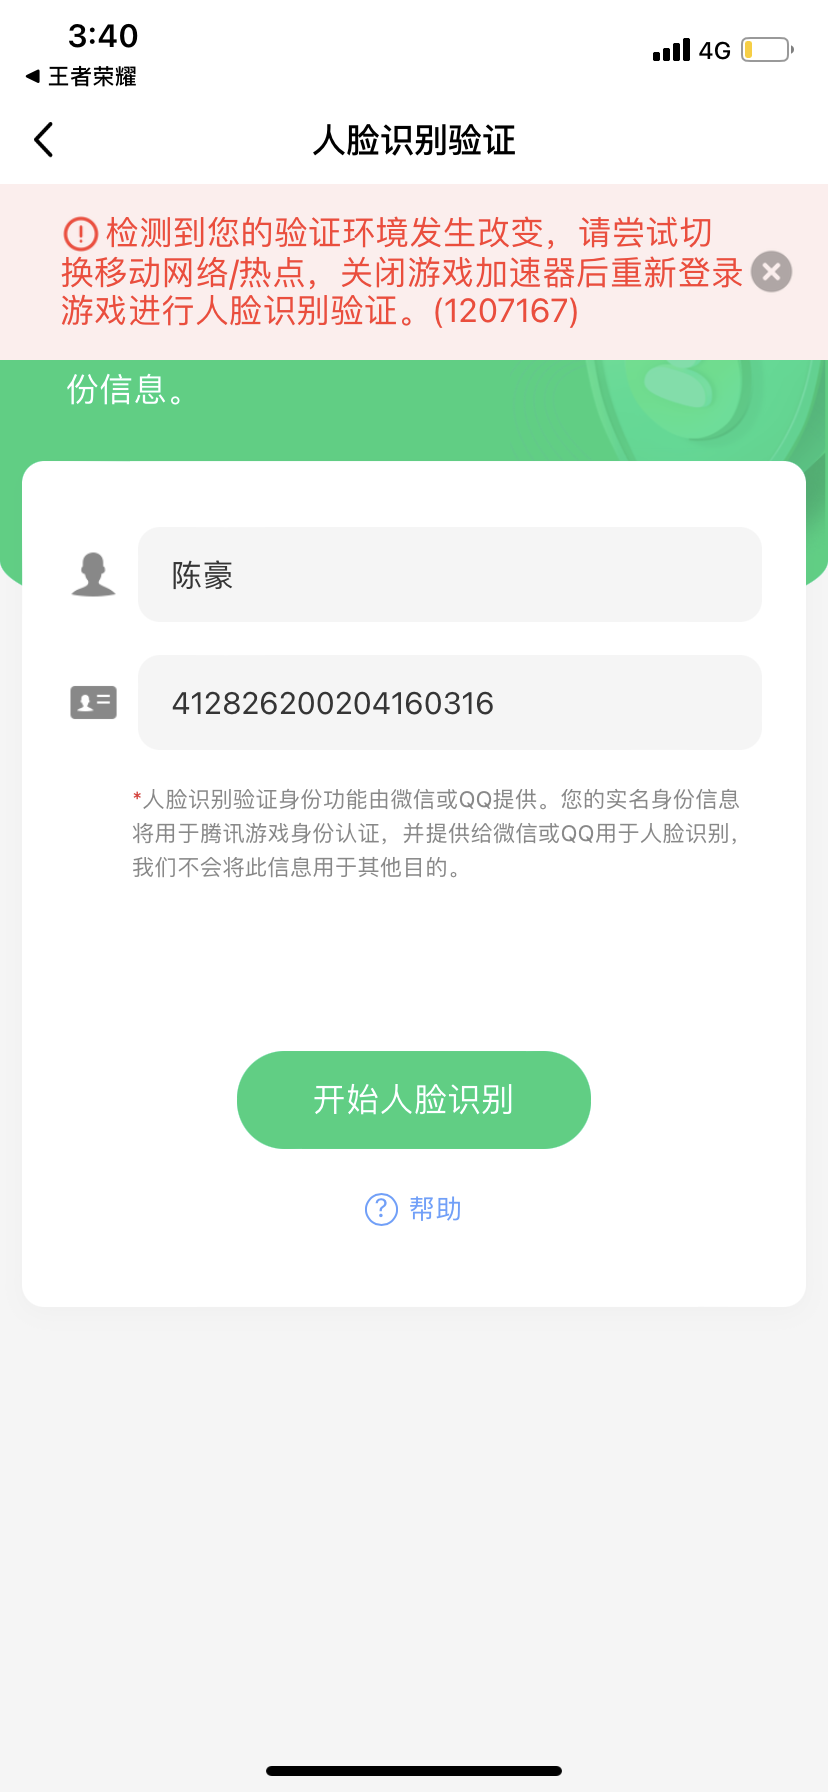 3:40
4G
◀ 王者荣耀
人脸识别验证
检测到您的验证环境发生改变，请尝试切
换移动网络/热点，关闭游戏加速器后重新登录
游戏进行人脸识别验证。(1207167)
份信息。
陈豪
412826200204160316
*人脸识别验证身份功能由微信或QQ提供。您的实名身份信息
将用于腾讯游戏身份认证，并提供给微信或QQ用于人脸识别，
我们不会将此信息用于其他目的。
开始人脸识别
帮助